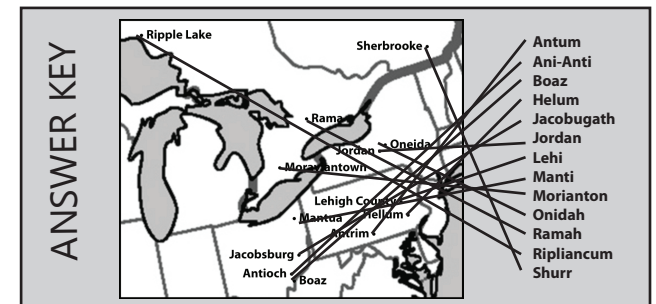 ANSWER KEY
Ripple Lake
Sherbrooke
Rama
Jordan
Oneida
Moraviantown
Lehigh County
Mantua
Hellum
Antrim
Jacobsburg
Antioch
Boaz
Antum
Ani-Anti
Boaz
Helum
Jacobugath
Jordan
Lehi
Manti
Morianton
Onidah
Ramah
Ripliancum
Shurr